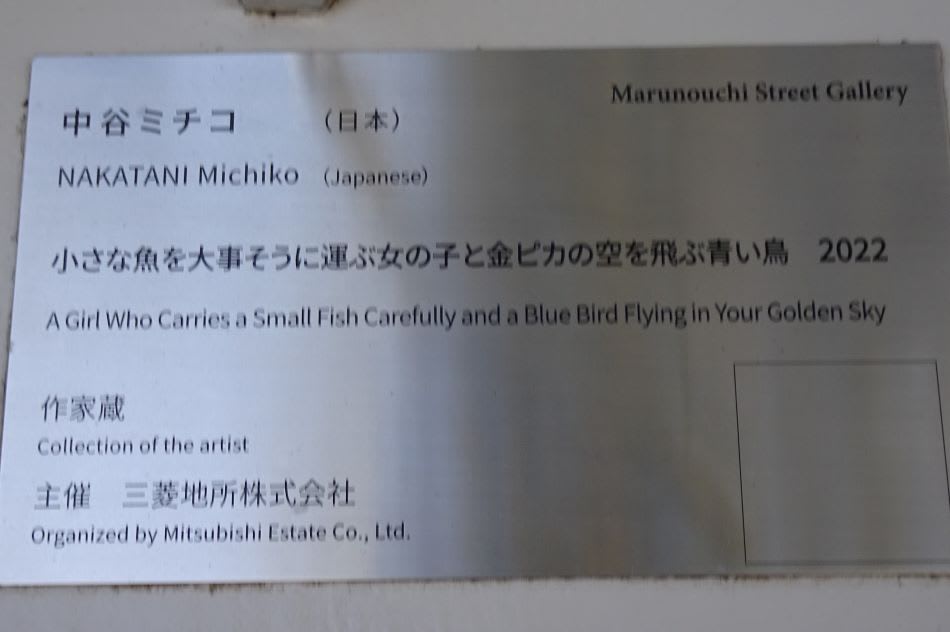 Marunouchi Street Gallery
中谷ミチコ （日本）
NAKATANI Michiko (Japanese)
小さな魚を大事そうに運ぶ女の子と金ピカの空を飛ぶ青い鳥 2022
A Girl Who Carries a Small Fish Carefully and a Blue Bird Flying in Your Golden Sky
作家蔵
Collection of the artist
主催 三菱地所株式会社
Organized by Mitsubishi Estate Co., Ltd.